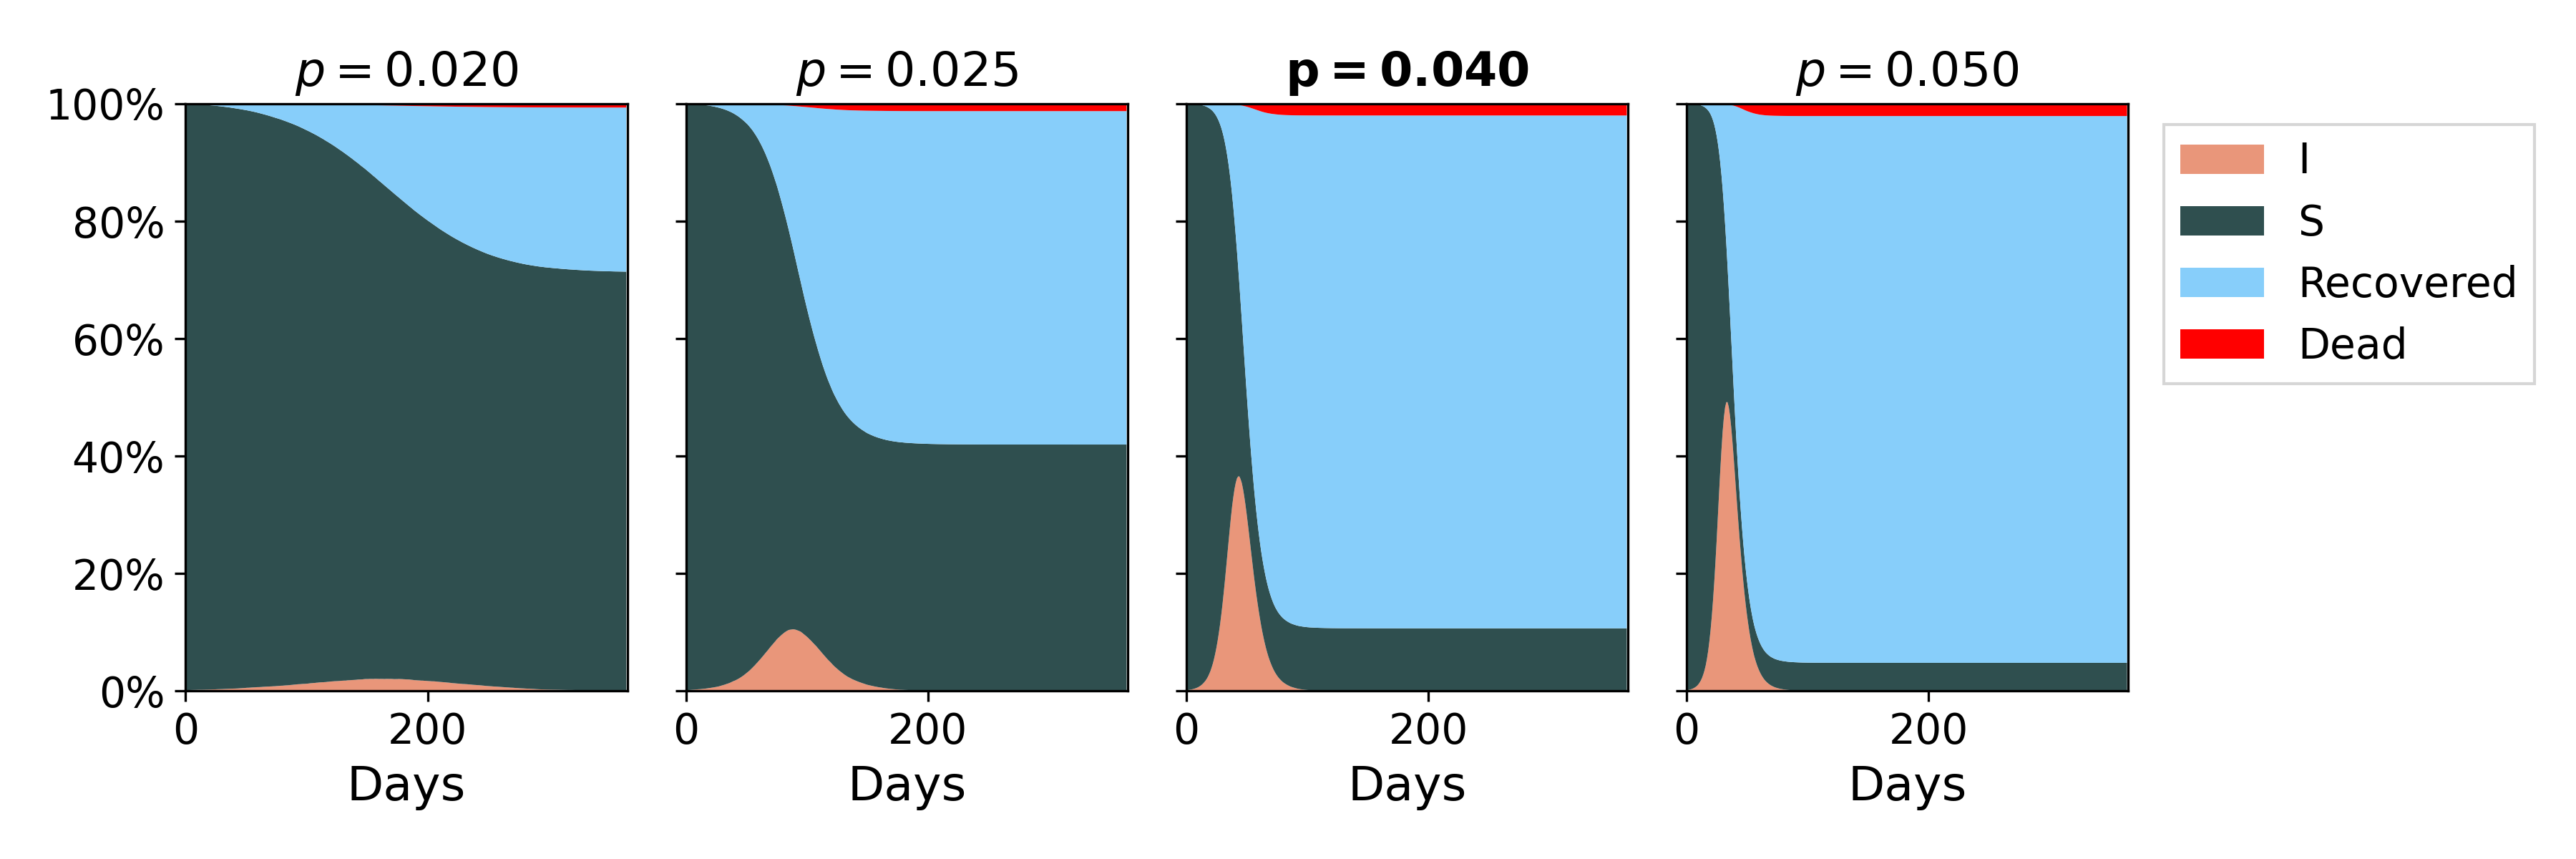 p = 0.020
p = 0.025
p = 0.040
p = 0.050
100%
80%
60%
40%
20%
0%
0
200
0
200
0
200
0
200
Days
Days
Days
Days
I
S
Recovered
Dead